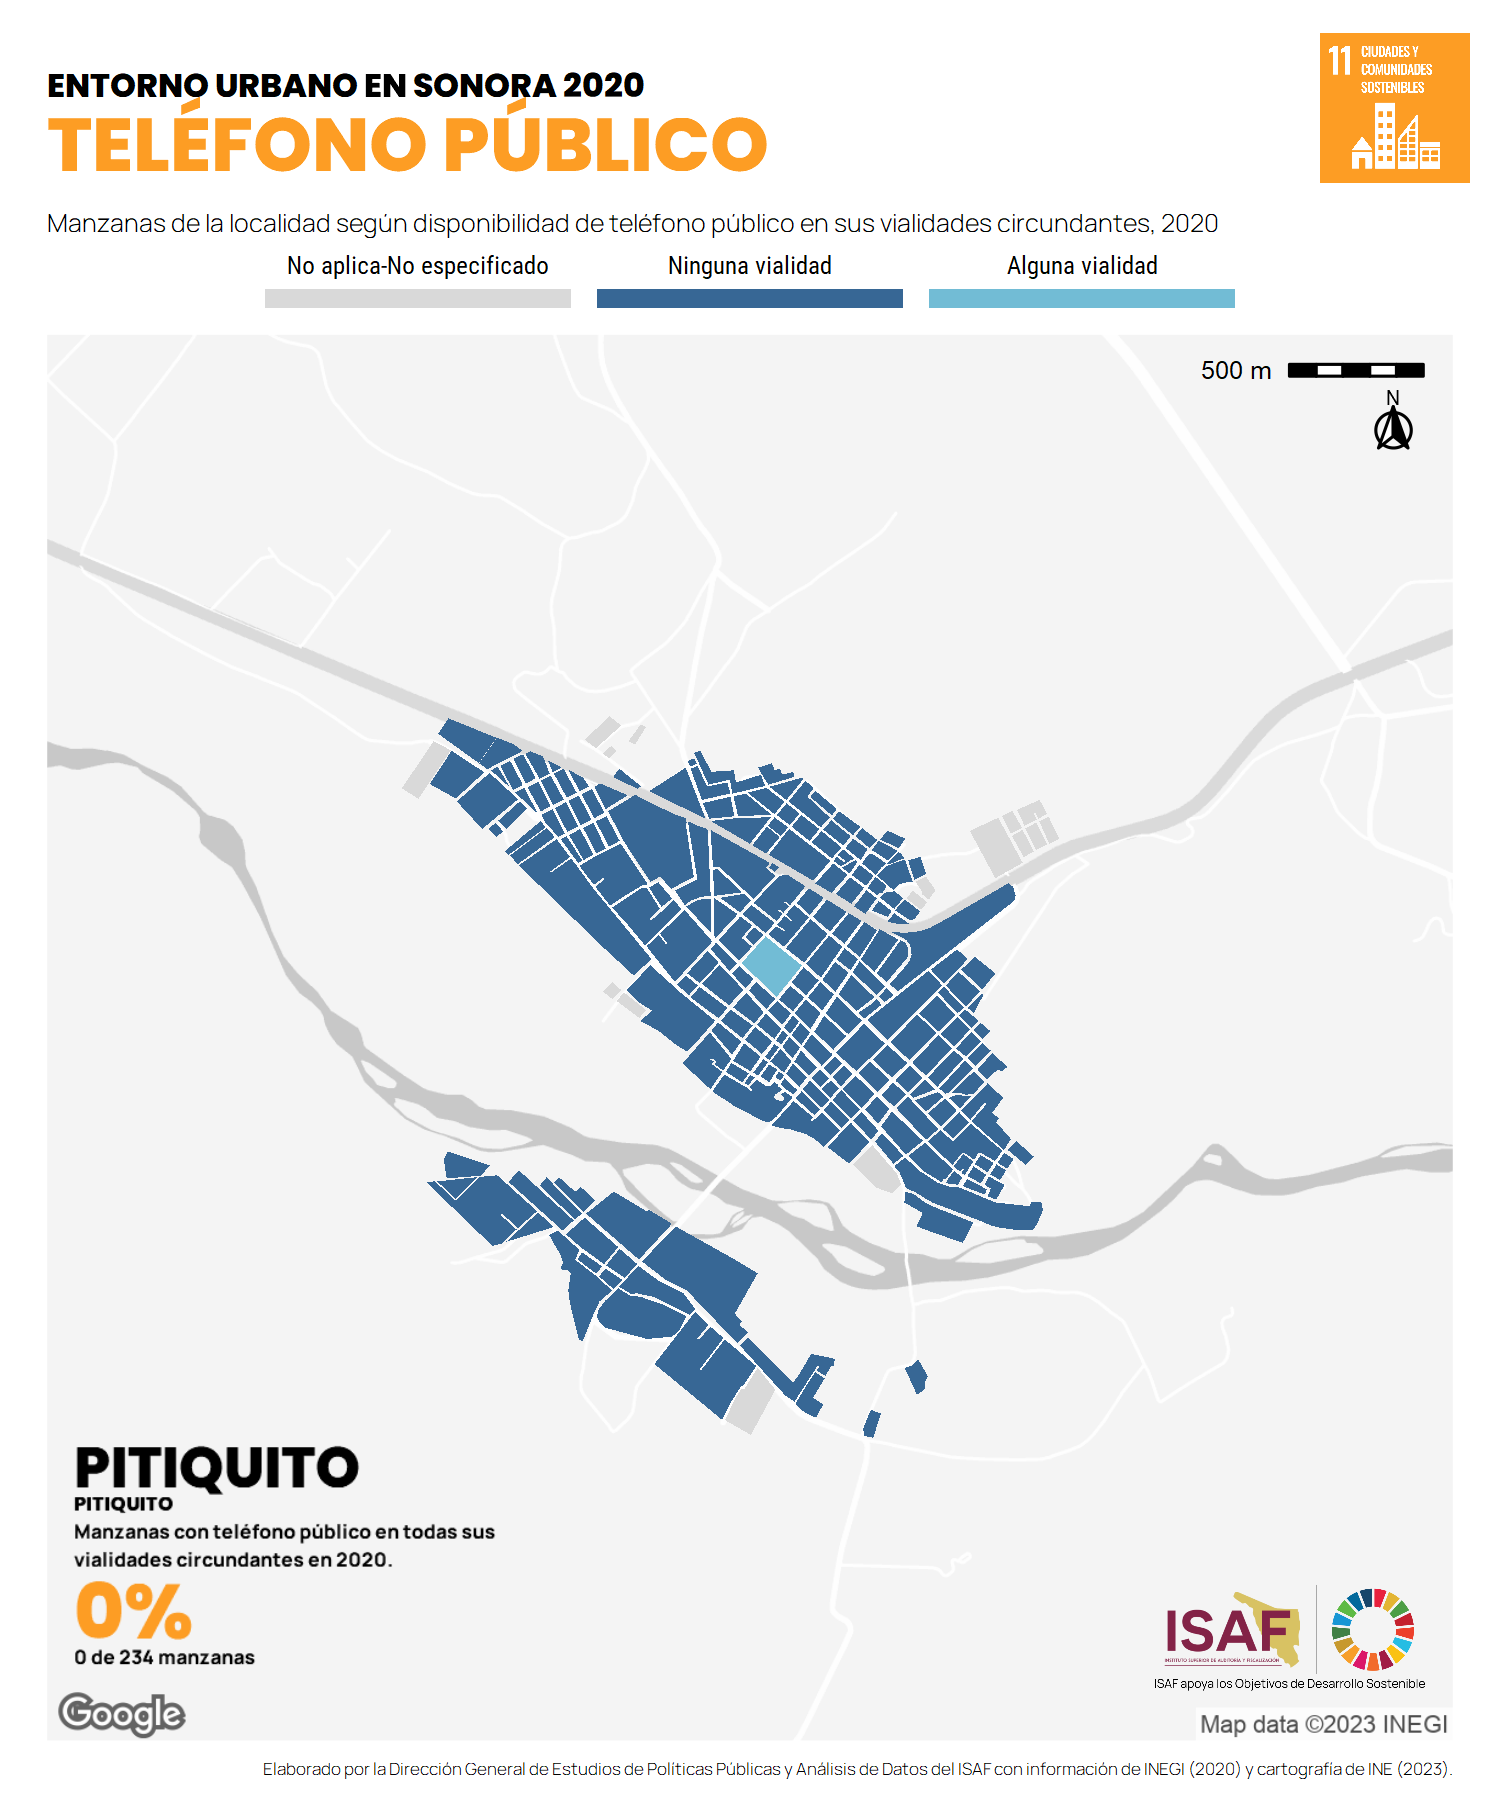 ENTORNO URBANO EN SONORA 2020
TELÉFONO PÚBLICO
11 CIUDADES Y
COMUNIDADES
SOSTENIBLES
Manzanas de la localidad según disponibilidad de teléfono público en sus vialidades circundantes, 2020
No aplica-No especificado
Ninguna vialidad
Alguna vialidad
500 m
N
PITIQUITO
PITIQUITO
Manzanas con teléfono público en todas sus
vialidades circundantes en 2020.
0%
0 de 234 manzanas
Google
ISAF
INSTITUTO SUPERIOR DE AUDITORÍA Y FISCALIZACIÓN
ISAF apoya los Objetivos de Desarrollo Sostenible
Map data ©2023 INEGI
Elaborado por la Dirección General de Estudios de Políticas Públicas y Análisis de Datos del ISAF con información de INEGI (2020) y cartografía de INE (2023).